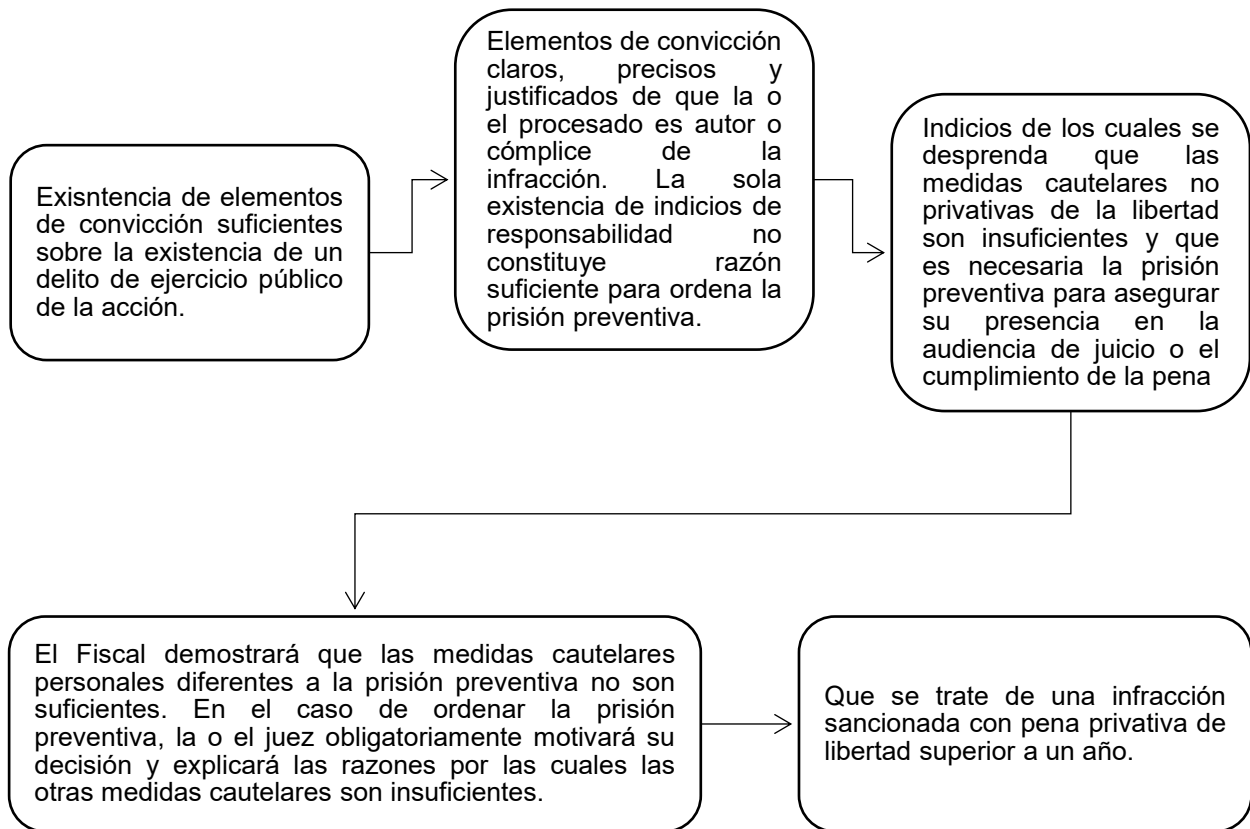 Exisntencia de elementos
de convicción suficientes
sobre la existencia de un
delito de ejercicio público
de la acción.
Elementos de convicción
claros, precisos y
justificados de que la o
el procesado es autor o
cómplice de la
infracción. La sola
existencia de indicios de
responsabilidad no
constituye razón
suficiente para ordena la
prisión preventiva.
Indicios de los cuales se
desprenda que las
medidas cautelares no
privativas de la libertad
son insuficientes y que
es necesaria la prisión
preventiva para asegurar
su presencia en la
audiencia de juicio o el
cumplimiento de la pena
El Fiscal demostrará que las medidas cautelares
personales diferentes a la prisión preventiva no son
suficientes. En el caso de ordenar la prisión
preventiva, la o el juez obligatoriamente motivará su
decisión y explicará las razones por las cuales las
otras medidas cautelares son insuficientes.
Que se trate de una infracción
sancionada con pena privativa de
libertad superior a un año.